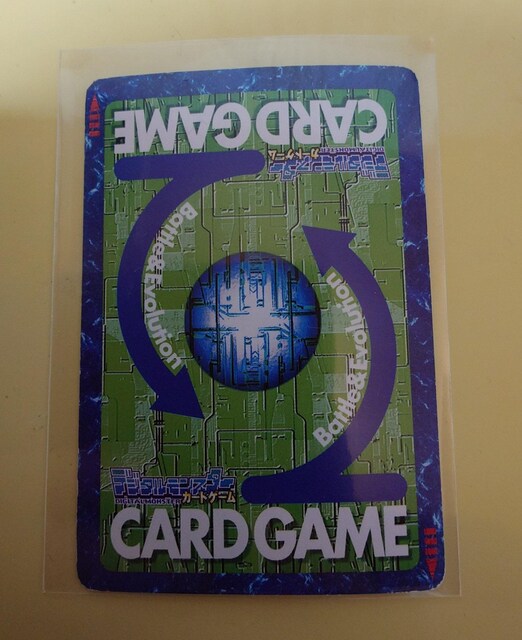 CARD GAME
デジタルモンスター
DIGITALMONSTER
カードゲーム
Battle&Evolution
Battle&Evolution
デジタルモンスター
DIGITALMONSTER
カードゲーム
CARD GAME